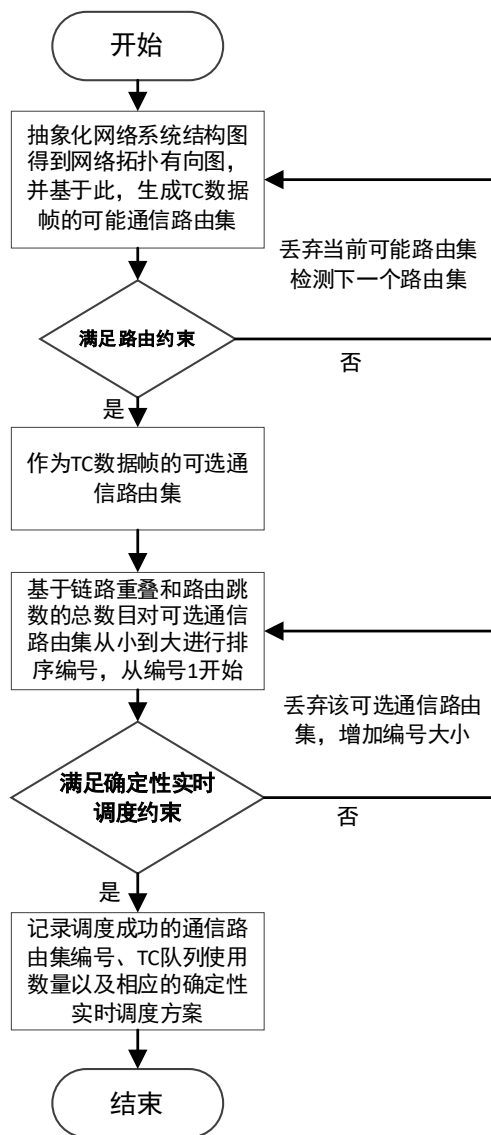 开始
抽象化网络系统结构图
得到网络拓扑有向图，
并基于此，生成TC数据
帧的可能通信路由集
丢弃当前可能路由集
检测下一个路由集
满足路由约束
否
是
作为TC数据帧的可选通
信路由集
基于链路重叠和路由跳
数的总数目对可选通信
路由集从小到大进行排
序编号，从编号1开始
丢弃该可选通信路由
集，增加编号大小
满足确定性实时
调度约束
否
是
记录调度成功的通信路
由集编号、TC队列使用
数量以及相应的确定性
实时调度方案
结束